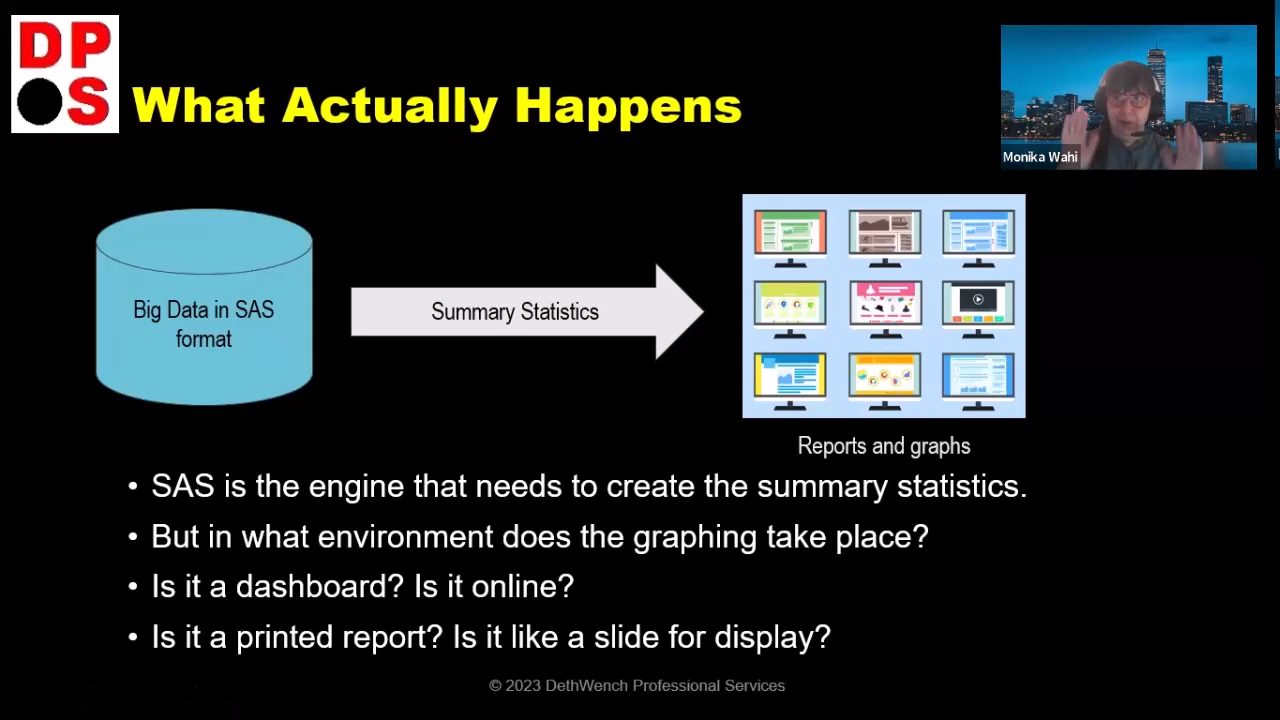 DP
S
What Actually Happens
Monika Wahi
Big Data in SAS
format
Summary Statistics
Reports and graphs
• SAS is the engine that needs to create the summary statistics.
• But in what environment does the graphing take place?
• Is it a dashboard? Is it online?
• Is it a printed report? Is it like a slide for display?
© 2023 DethWench Professional Services